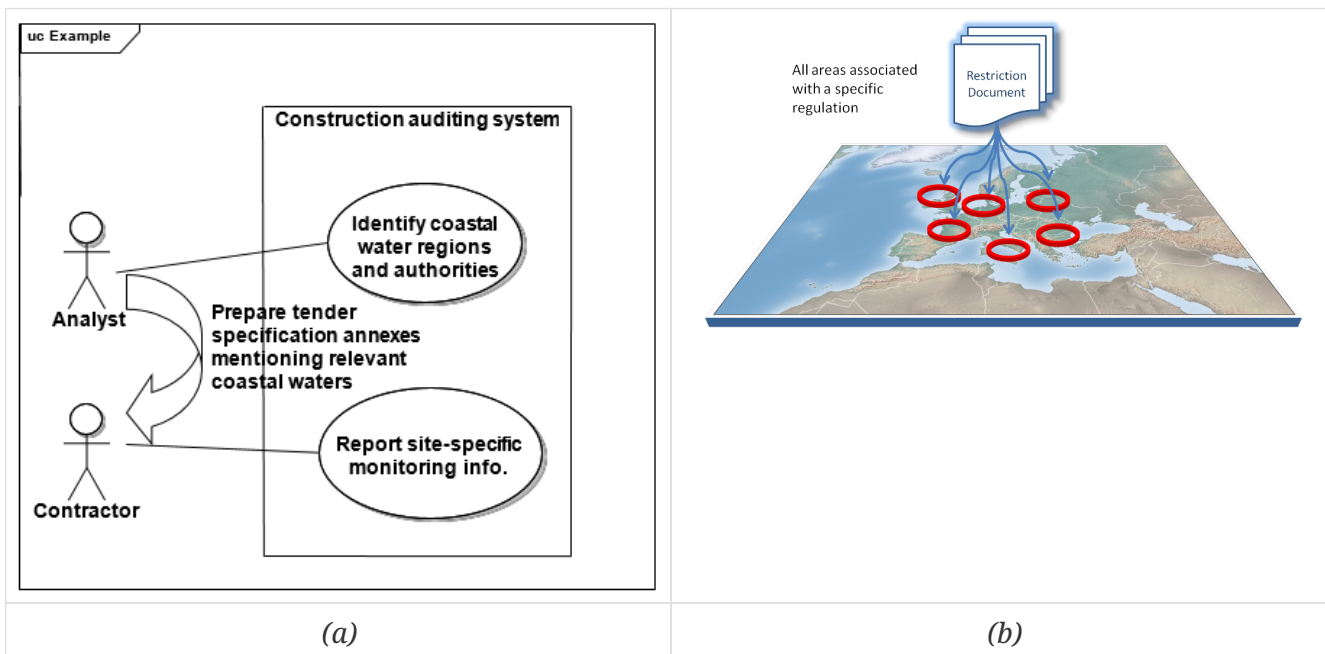 uc Example
Construction auditing system
Identify coastal
water regions
and authorities
Analyst
Prepare tender
specification annexes
mentioning relevant
coastal waters
Report site-specific
monitoring info.
Contractor
(a)
All areas associated
with a specific
regulation
Restriction
Document
(b)